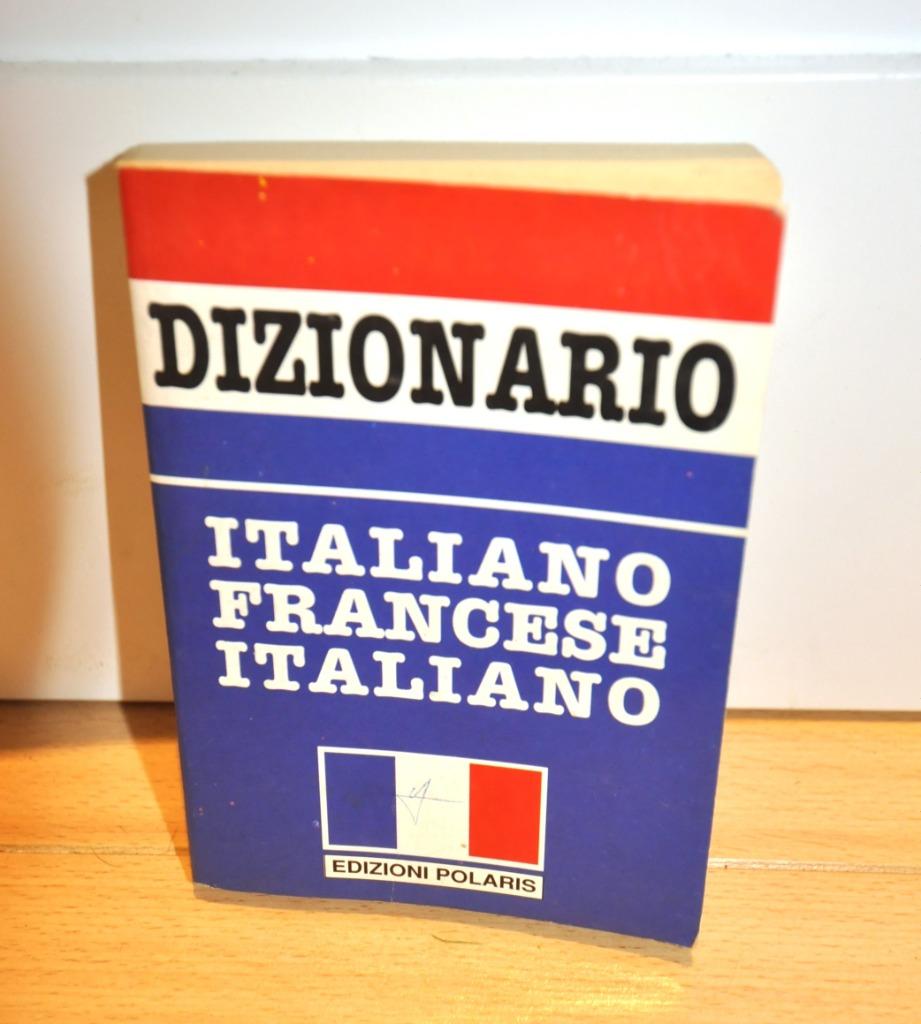 DIZIONARIO
ITALIANO
FRANCESE
ITALIANO
EDIZIONI POLARIS